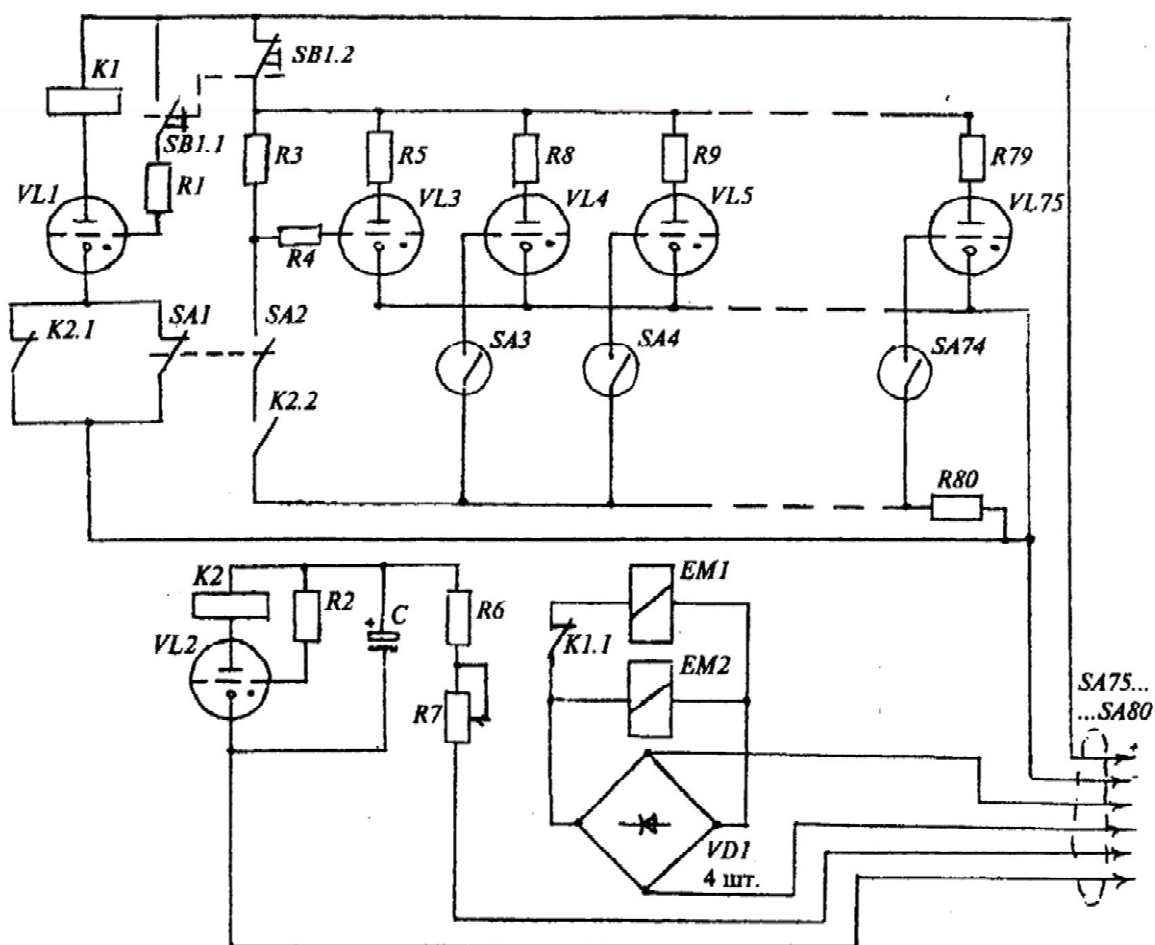 K1
SB1.2
SB1.1
R3
R5
R8
R9
R79
R1
VL1
VL3
VL4
VL5
VL75
R4
K2.1
SA1
SA2
SA3
SA4
SA74
K2.2
R80
K2
R2
C
+
R6
EM1
VL2
K1.1
EM2
R7
SA75...
...SA80
+
-
VD1
4 шт.